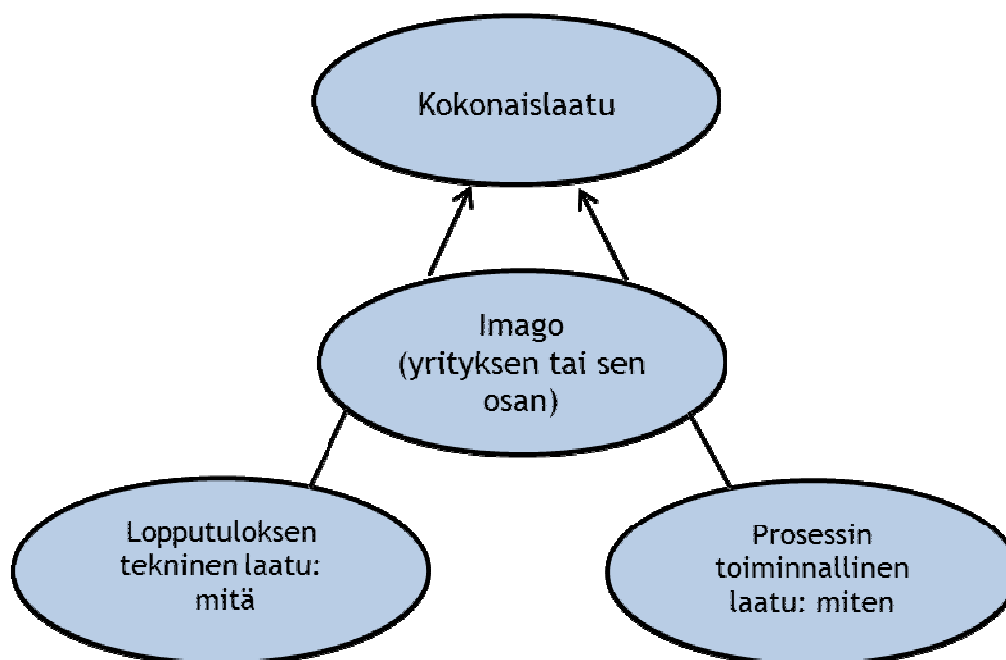 Kokonaislaatu
Imago
(yrityksen tai sen
osan)
Lopputuloksen
tekninen laatu:
mitä
Prosessin
toiminnallinen
laatu: miten